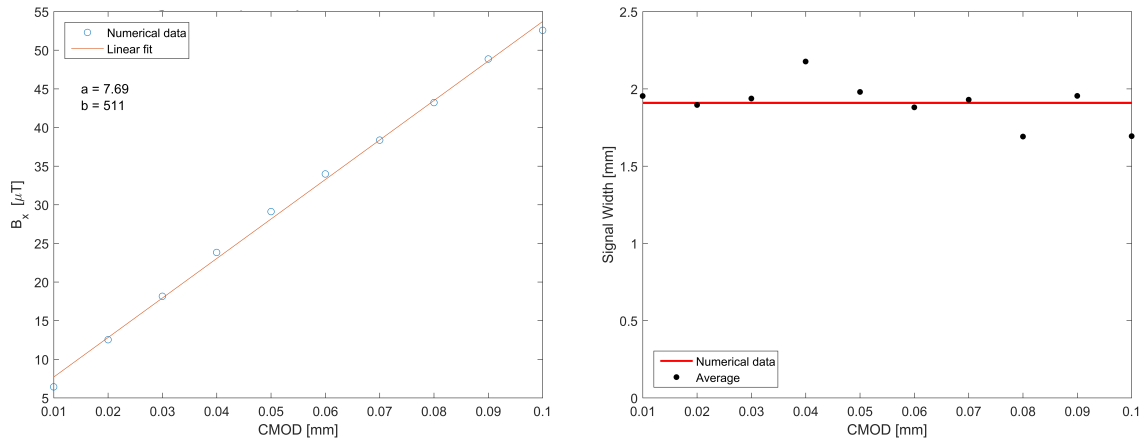 55
50
45
40
35
30
25
20
15
10
5
B_x [μT]
Numerical data
Linear fit
a = 7.69
b = 511
0.01 0.02 0.03 0.04 0.05 0.06 0.07 0.08 0.09 0.1
CMOD [mm]
2.5
2
1.5
1
0.5
0
Signal Width [mm]
Numerical data
Average
0.01 0.02 0.03 0.04 0.05 0.06 0.07 0.08 0.09 0.1
CMOD [mm]